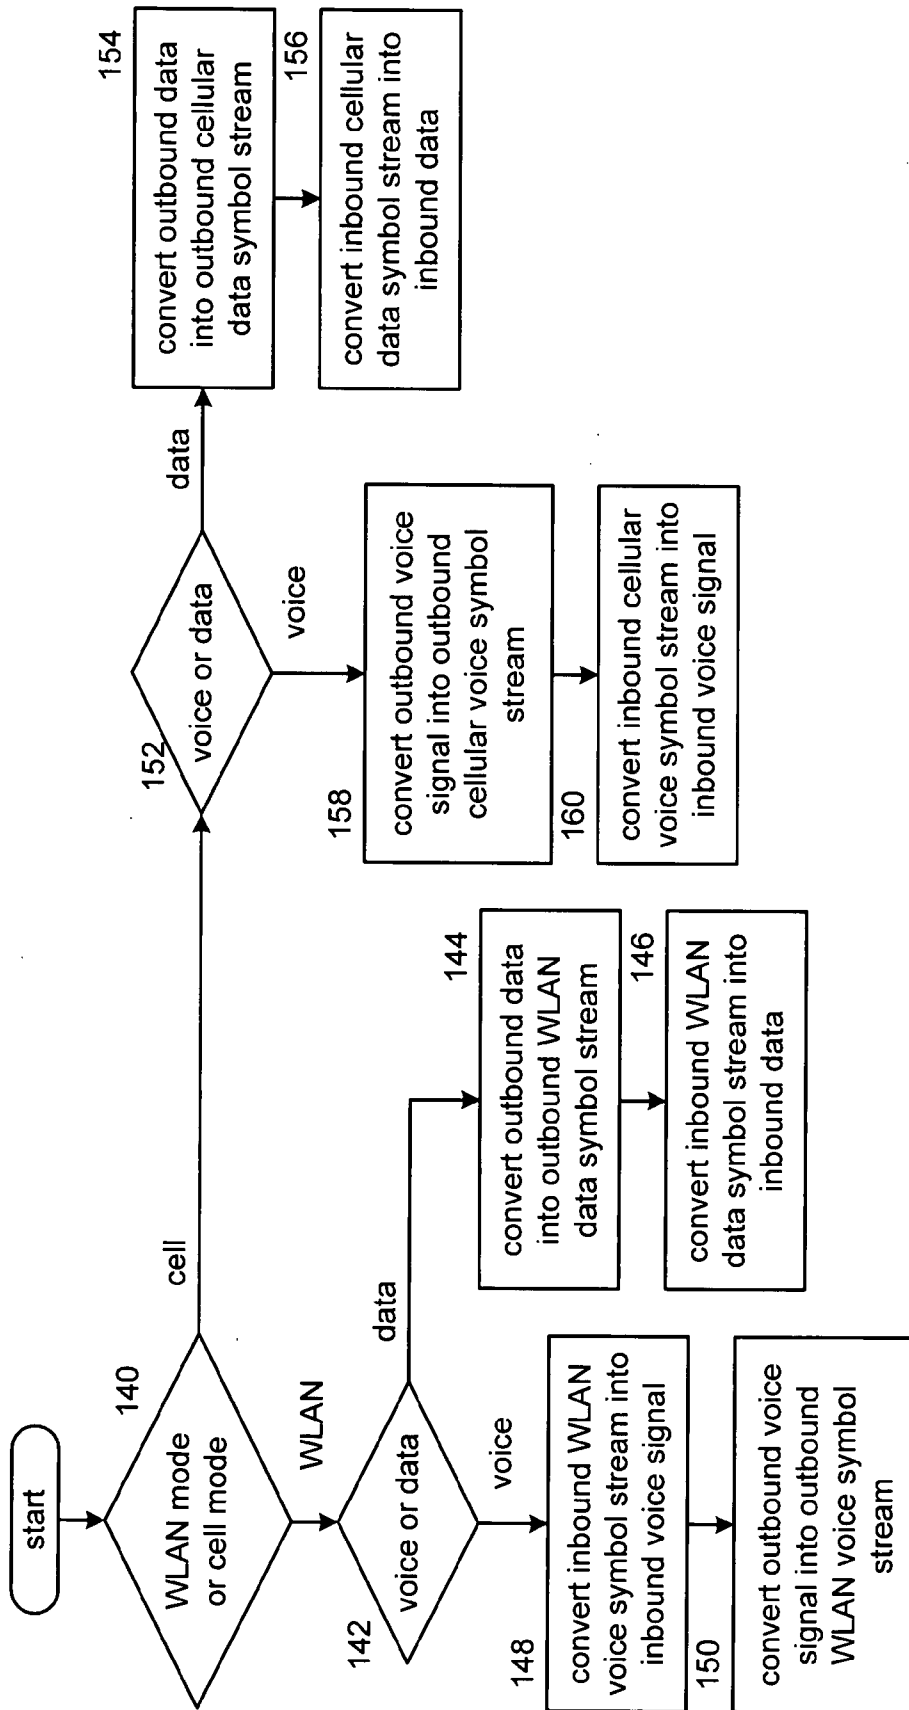 start
140
WLAN mode
or cell mode
cell
WLAN
142
voice or data
data
voice
144
convert outbound data
into outbound WLAN
data symbol stream
146
convert inbound WLAN
data symbol stream into
inbound data
148
convert inbound WLAN
voice symbol stream into
inbound voice signal
150
convert outbound voice
signal into outbound
WLAN voice symbol
stream
152
voice or data
data
voice
154
convert outbound data
into outbound cellular
data symbol stream
156
convert inbound cellular
data symbol stream into
inbound data
158
convert outbound voice
signal into outbound
cellular voice symbol
stream
160
convert inbound cellular
voice symbol stream into
inbound voice signal